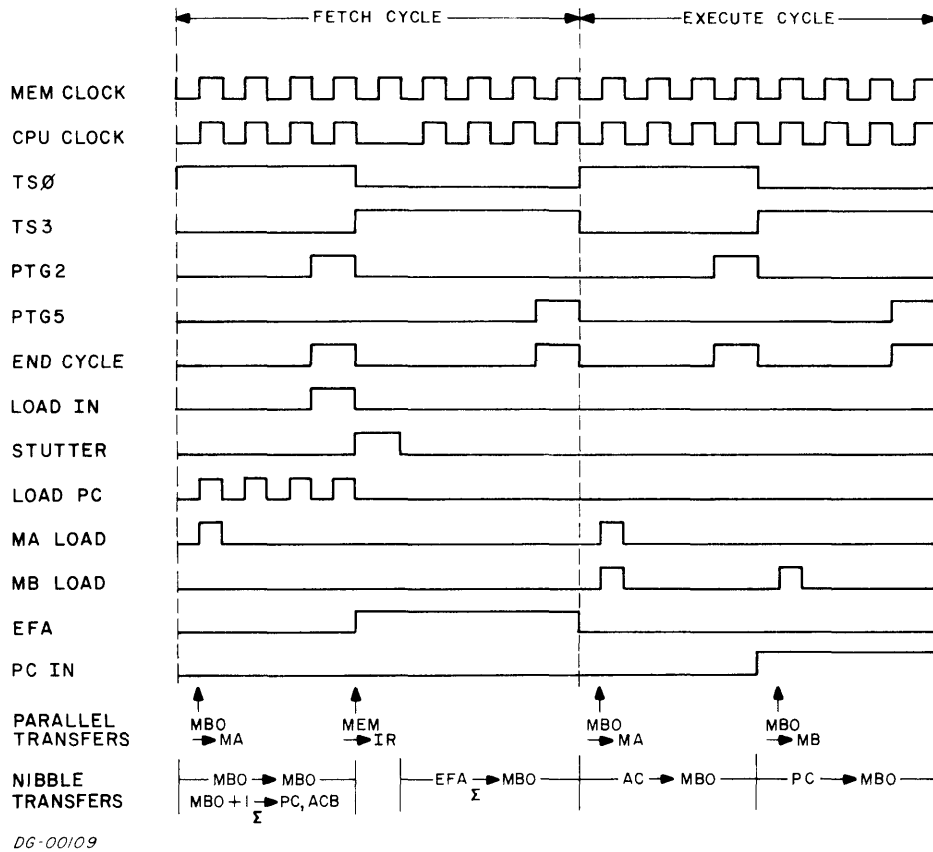 FETCH CYCLE EXECUTE CYCLE
MEM CLOCK
CPU CLOCK
TSØ
TS3
PTG2
PTG5
END CYCLE
LOAD IN
STUTTER
LOAD PC
MA LOAD
MB LOAD
EFA
PC IN
PARALLEL TRANSFERS
MBO → MA
MEM → IR
MBO → MA
MBO → MB
NIBBLE TRANSFERS
MBO → MBO
MBO + 1 → PC, ACB
Σ
EFA → MBO
Σ
AC → MBO
PC → MBO
DG-00109